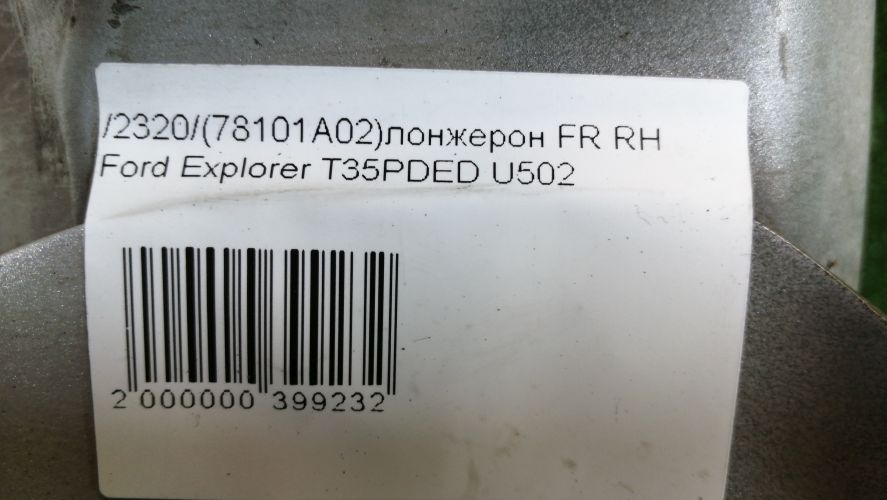 /2320/(78101A02)лонжерон FR RH
Ford Explorer T35PDED U502
2 000000 399232